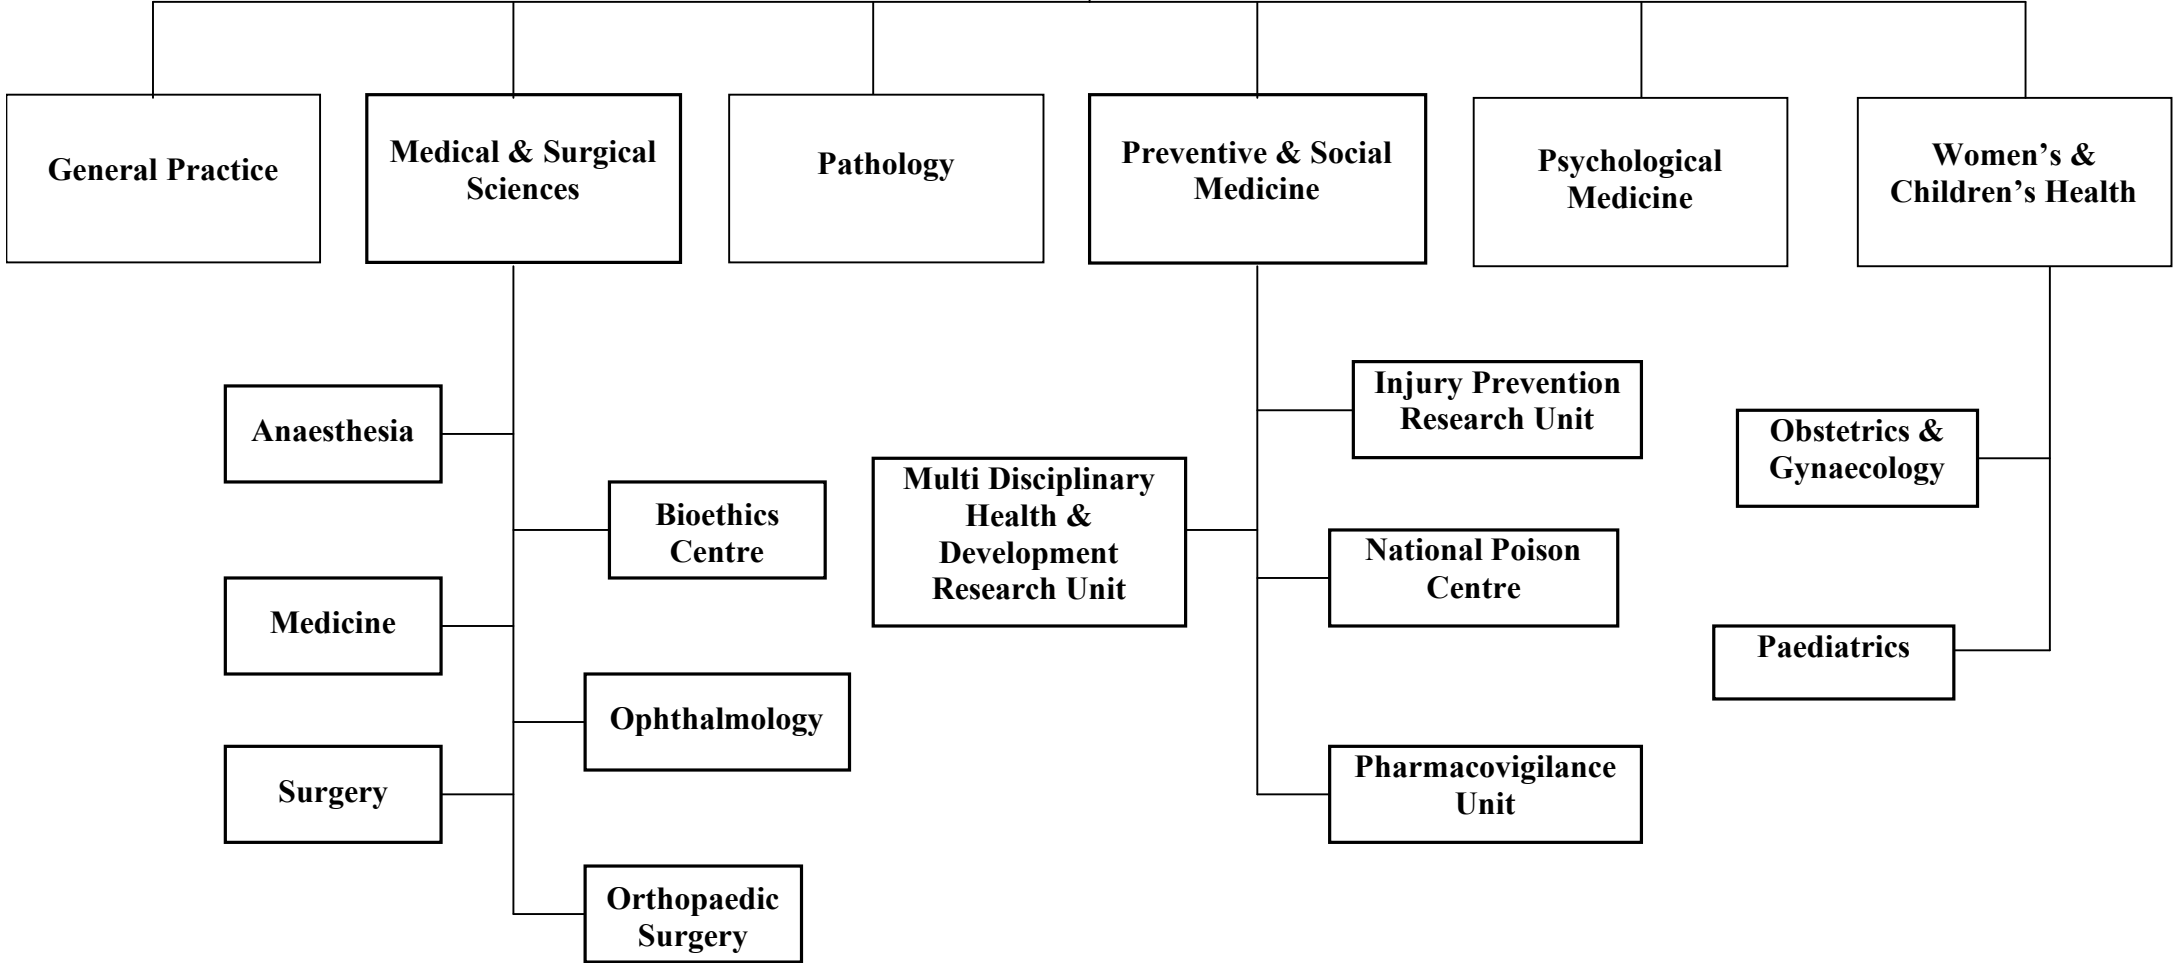 General Practice
Medical & Surgical
Sciences
Pathology
Preventive & Social
Medicine
Psychological
Medicine
Women’s &
Children’s Health
Anaesthesia
Bioethics
Centre
Medicine
Ophthalmology
Surgery
Orthopaedic
Surgery
Injury Prevention
Research Unit
Multi Disciplinary
Health &
Development
Research Unit
National Poison
Centre
Pharmacovigilance
Unit
Obstetrics &
Gynaecology
Paediatrics